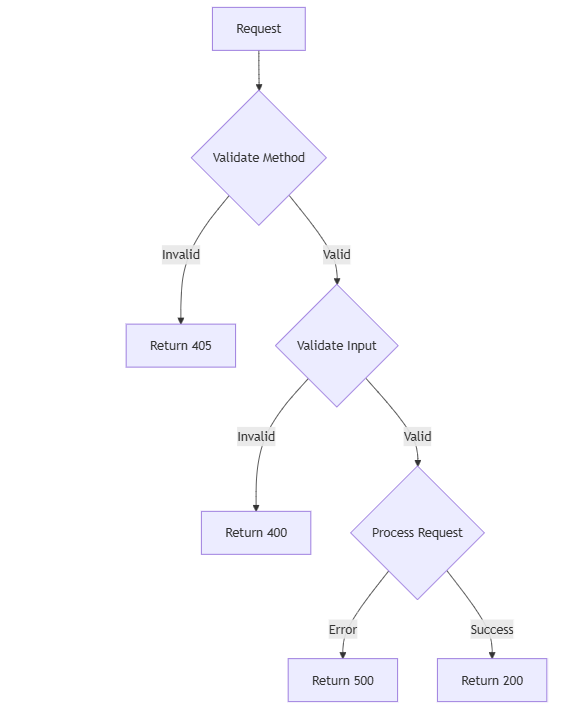 Request
Validate Method
Invalid
Valid
Return 405
Validate Input
Invalid
Valid
Return 400
Process Request
Error
Success
Return 500
Return 200